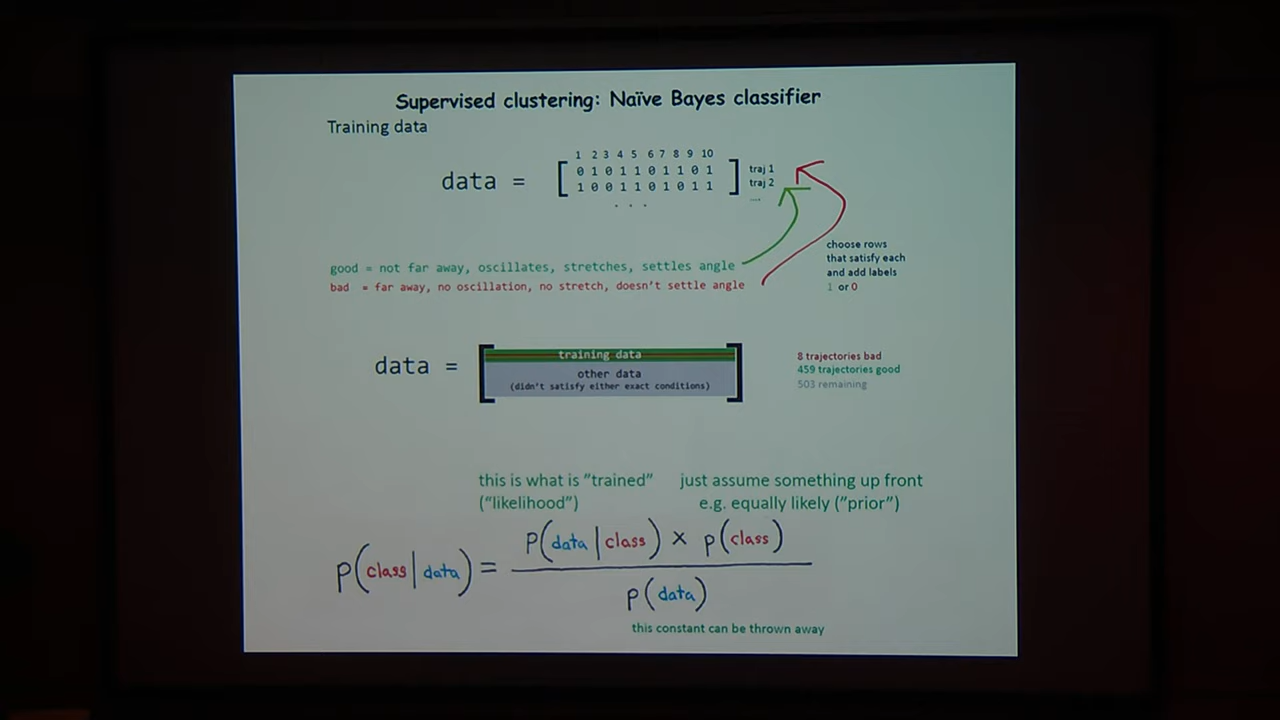 Supervised clustering: Naïve Bayes classifier
Training data
1 2 3 4 5 6 7 8 9 10
data = [ 0 1 0 1 1 0 1 1 0 1 ] traj 1
1 0 0 1 1 0 1 0 1 1 traj 2
. . . ...
choose rows
that satisfy each
and add labels
1 or 0
good = not far away, oscillates, stretches, settles angle
bad = far away, no oscillation, no stretch, doesn't settle angle
data = [ training data ]
other data
(didn't satisfy either exact conditions)
8 trajectories bad
459 trajectories good
503 remaining
this is what is "trained"
("likelihood")
just assume something up front
e.g. equally likely ("prior")
p(class|data) = p(data|class) × p(class)
p(data)
this constant can be thrown away